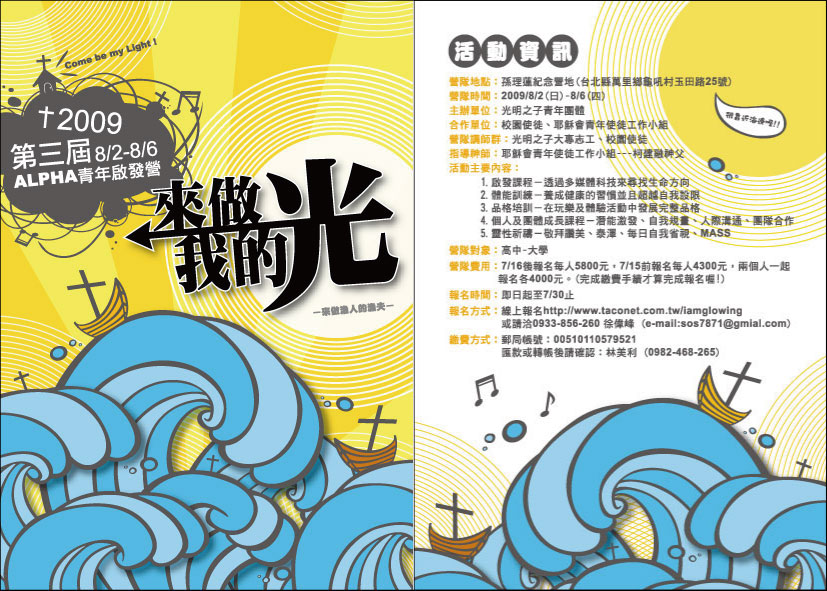 Come be my Light !
2009
第三屆 8/2-8/6
ALPHA青年啟發營
來做
我的光
－來做漁人的漁夫－
活動資訊
營隊地點：孫理蓮紀念營地(台北縣萬里鄉龜吼村玉田路25號)
營隊時間：2009/8/2(日)-8/6(四)
主辦單位：光明之子青年團體
合作單位：校園使徒、耶穌會青年使徒工作小組
營隊講師群：光明之子大專志工、校園使徒
指導神師：耶穌會青年使徒工作小組---柯建融神父
活動主要內容：
1. 啟發課程－透過多媒體科技來尋找生命方向
2. 體能訓練－養成健康的習慣並且超越自我設限
3. 品格培訓－在玩樂及體驗活動中發展完整品格
4. 個人及團體成長課程－潛能激發、自我規畫、人際溝通、團隊合作
5. 靈性祈禱－敬拜讚美、泰澤、每日自我省視、MASS
營隊對象：高中-大學
營隊費用：7/16後報名每人5800元，7/15前報名每人4300元，兩個人一起
報名各4000元。(完成繳費手續才算完成報名喔!)
報名時間：即日起至7/30止
報名方式：線上報名http://www.taconet.com.tw/iamglowing
或請洽0933-856-260 徐偉峰 (e-mail:sos7871@gmial.com)
繳費方式：郵局帳號：00510110579521
匯款或轉帳後請確認：林美利 (0982-468-265)